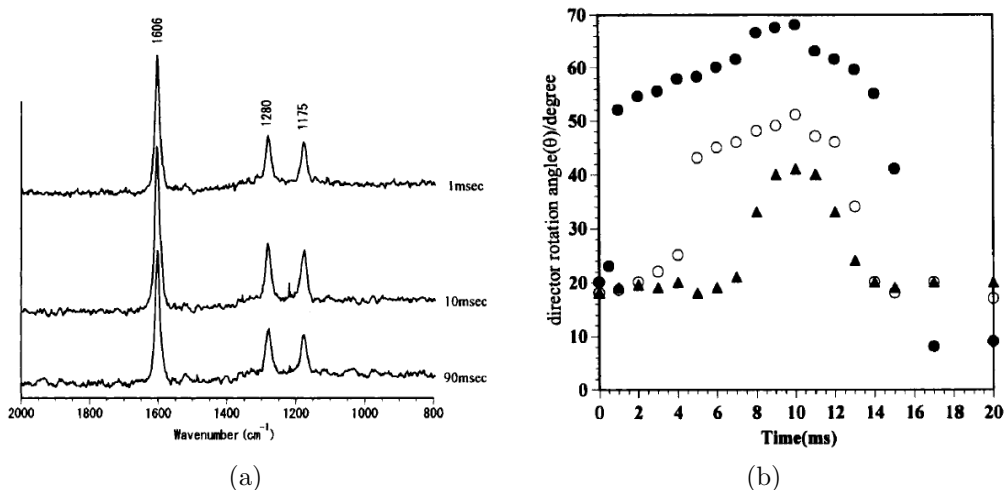 1606
1280
1175
1msec
10msec
90msec
2000 1800 1600 1400 1200 1000 800
Wavenumber (cm⁻¹)
(a)
70
60
50
40
30
20
10
0
director rotation angle(θ)/degree
0 2 4 6 8 10 12 14 16 18 20
Time(ms)
(b)